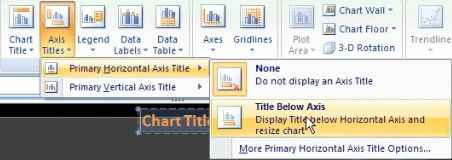 Chart Wall
Chart Floor
3-D Rotation
Chart Title
Axis Titles
Legend
Data Labels
Data Table
Axes
Gridlines
Plot Area
Trendline
Primary Horizontal Axis Title
Primary Vertical Axis Title
None
Do not display an Axis Title
Title Below Axis
Display Title below Horizontal Axis and
resize chart
More Primary Horizontal Axis Title Options...
Chart Title